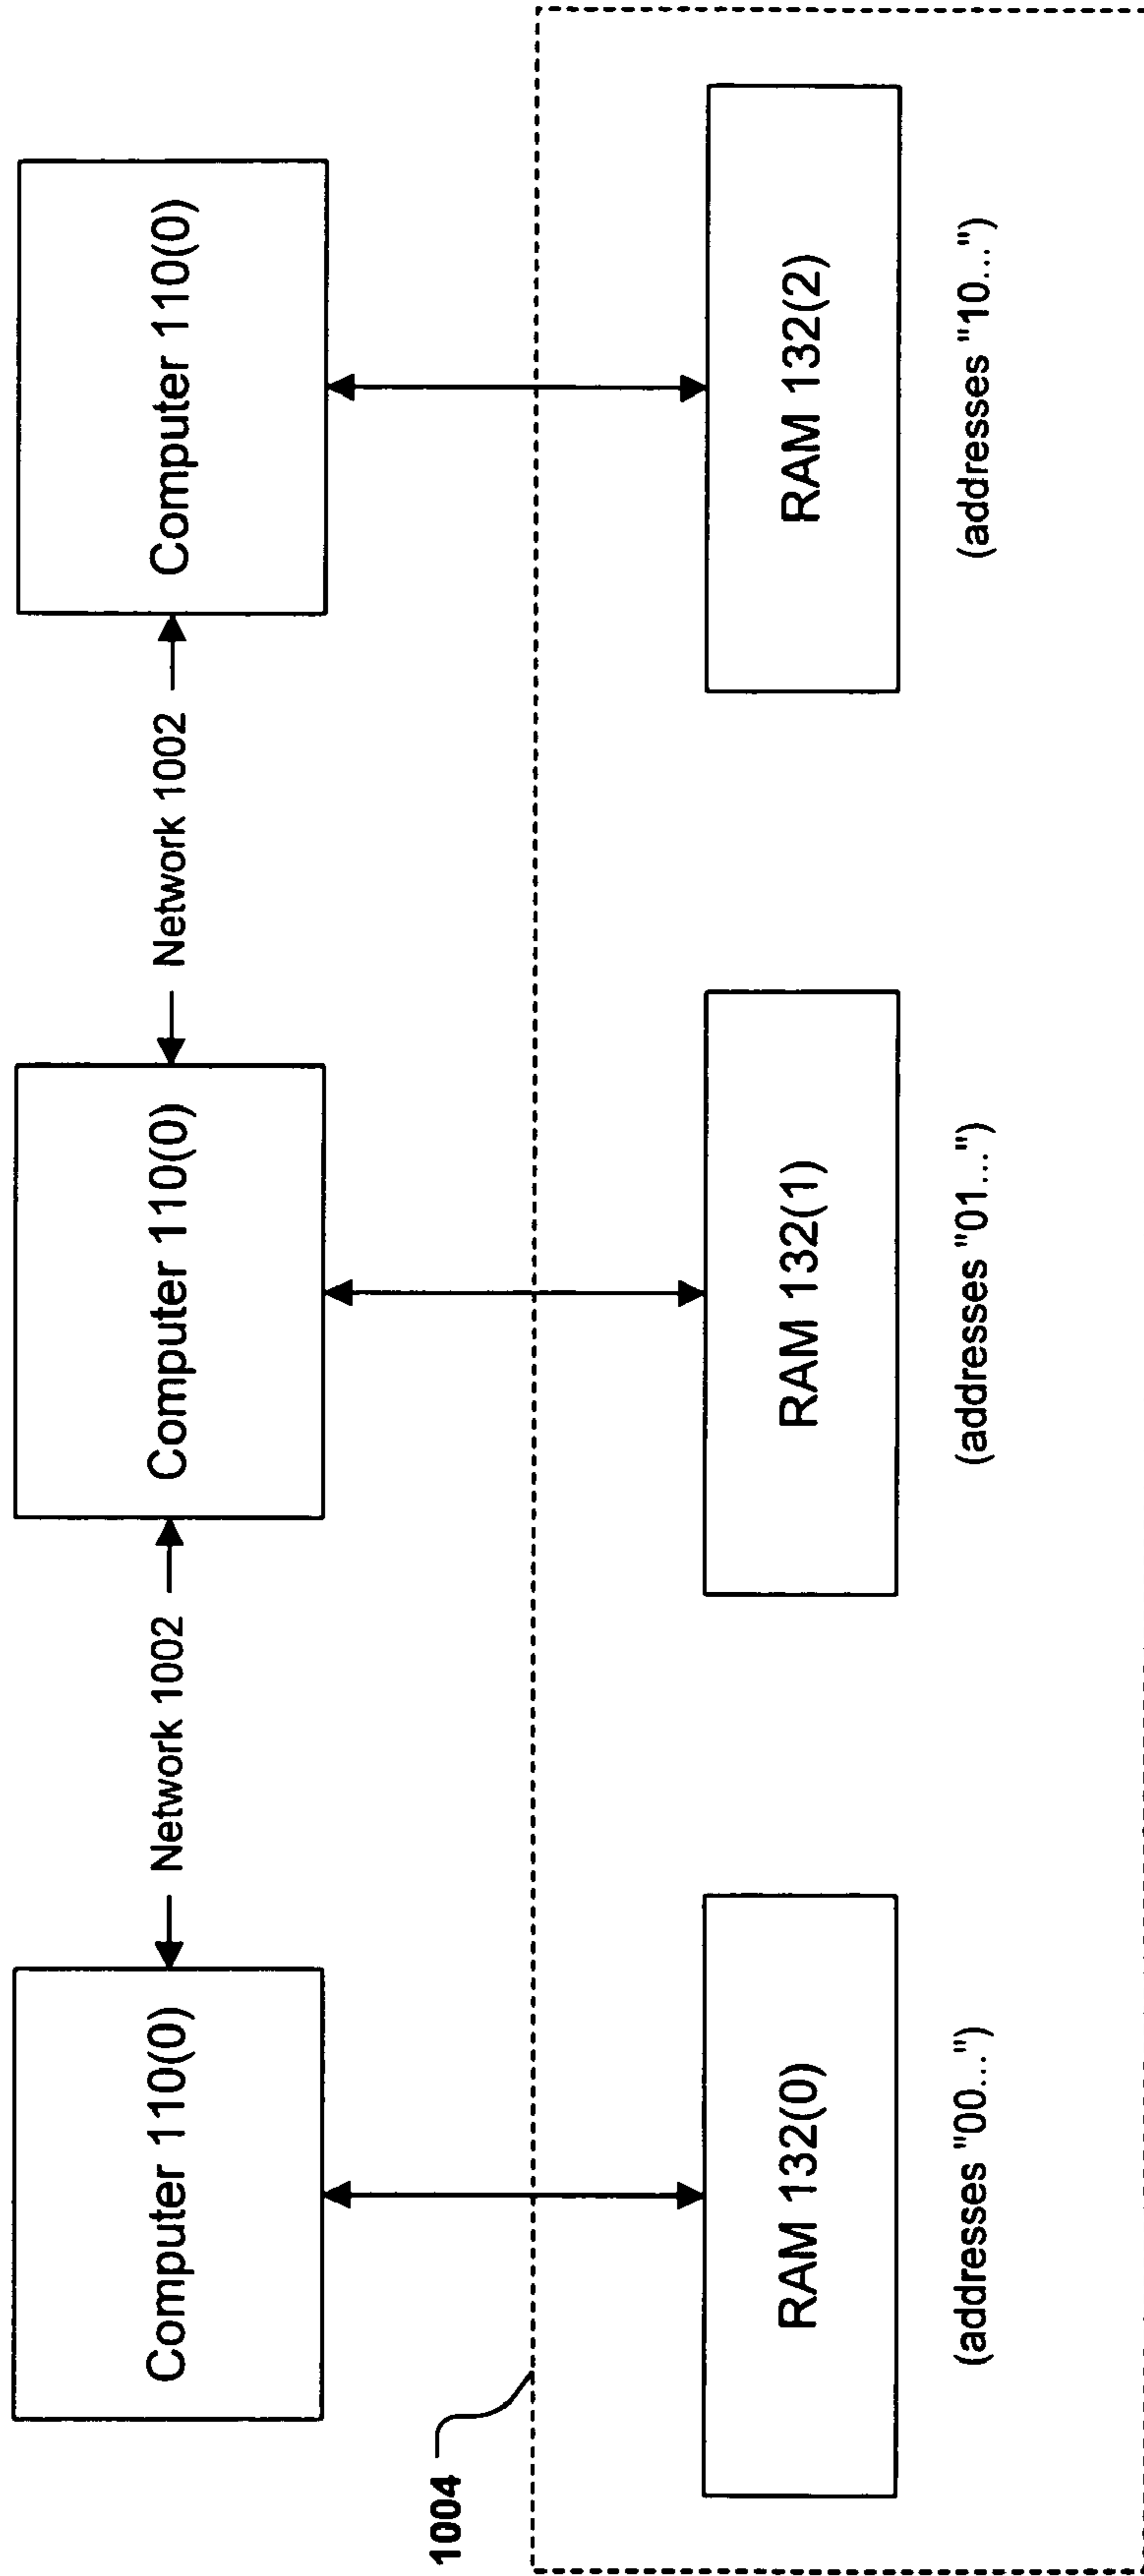 Computer 110(0)
Network 1002
Computer 110(0)
Network 1002
Computer 110(0)
1004
RAM 132(0)
RAM 132(1)
RAM 132(2)
(addresses "00...")
(addresses "01...")
(addresses "10...")